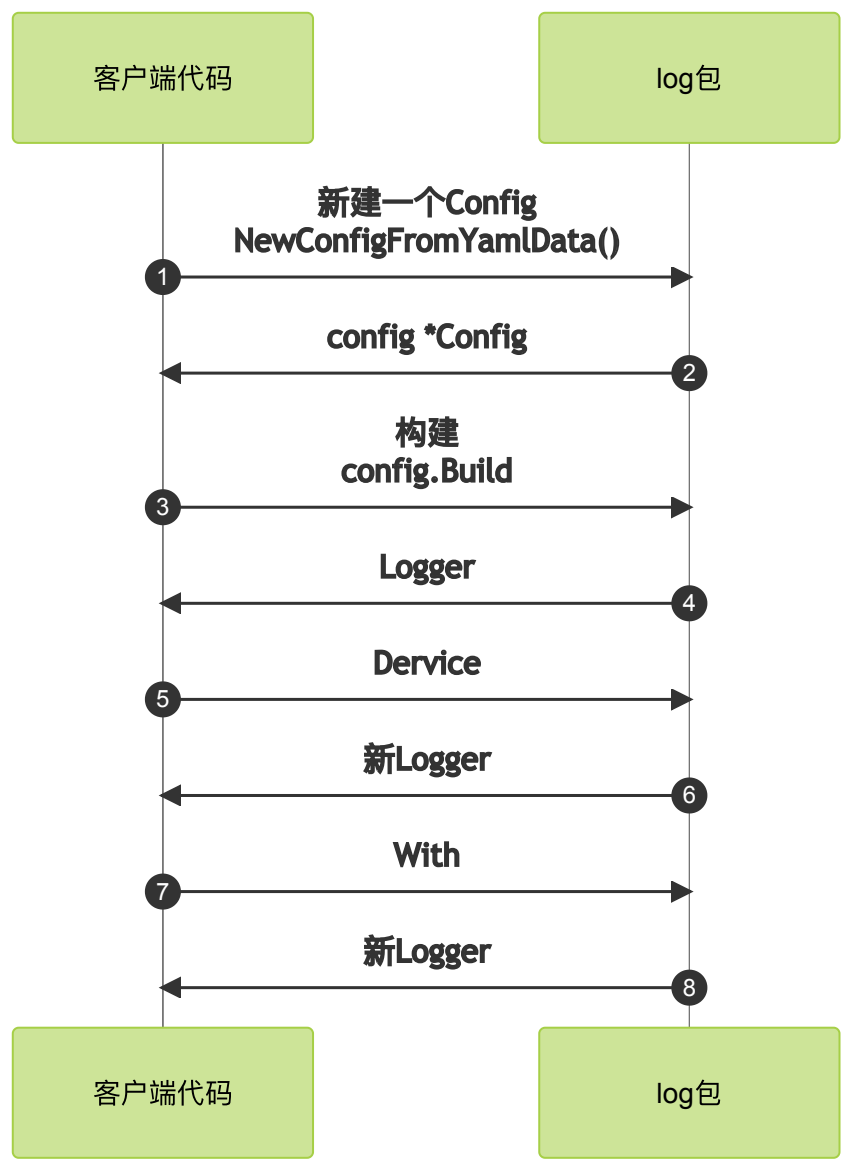 客户端代码
log包
新建一个Config
NewConfigFromYamlData()
1
config *Config
2
构建
config.Build
3
Logger
4
Dervice
5
新Logger
6
With
7
新Logger
8
客户端代码
log包